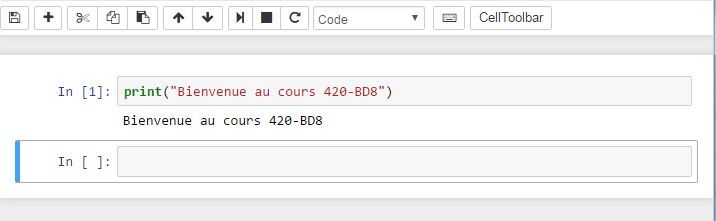 Code CellToolbar
In [1]: print("Bienvenue au cours 420-BD8")
Bienvenue au cours 420-BD8
In [ ]: